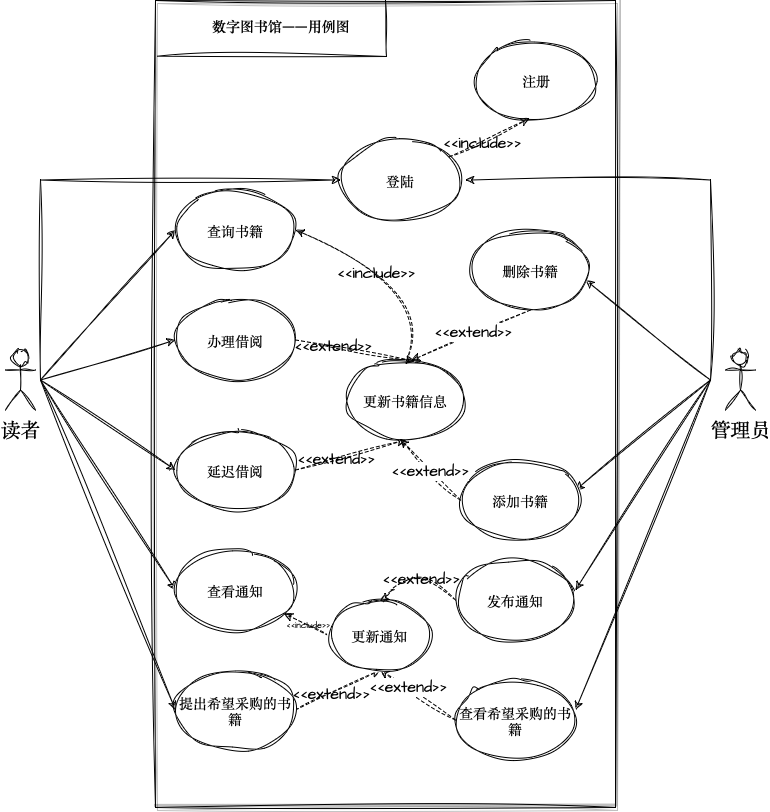 数字图书馆——用例图
注册
<<include>>
登陆
查询书籍
<<include>>
删除书籍
<<extend>>
办理借阅
<<extend>>
更新书籍信息
读者
管理员
延迟借阅
<<extend>>
<<extend>>
添加书籍
查看通知
<<extend>>
发布通知
<<include>>
更新通知
提出希望采购的书
籍
<<extend>>
<<extend>>
查看希望采购的书
籍